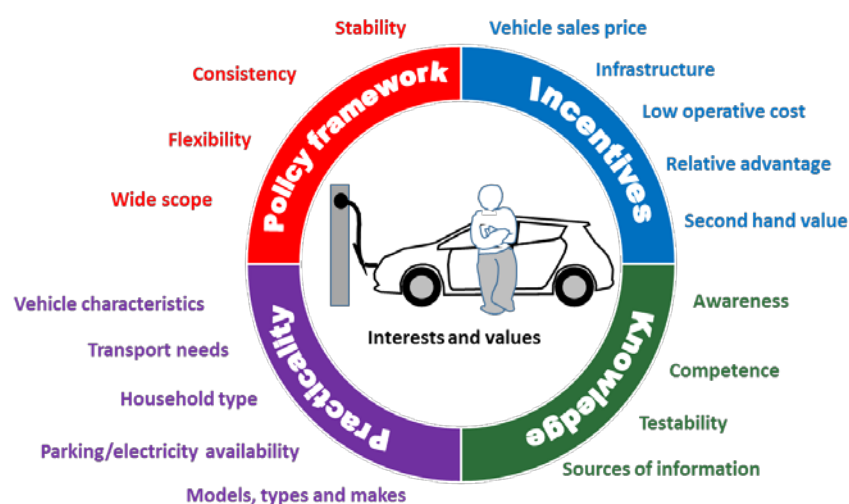 Stability
Consistency
Flexibility
Wide scope
Policy framework
Vehicle sales price
Infrastructure
Low operative cost
Relative advantage
Second hand value
Incentives
Interests and values
Vehicle characteristics
Transport needs
Household type
Parking/electricity availability
Models, types and makes
Practicality
Awareness
Competence
Testability
Sources of information
Knowledge